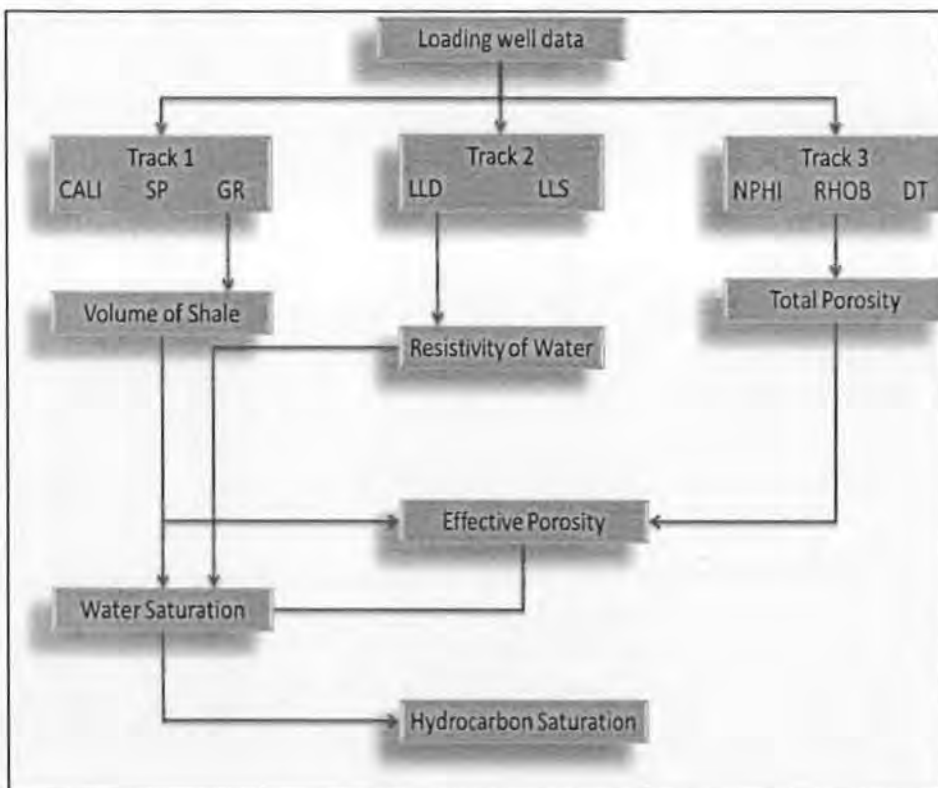 Loading well data
Track 1
CALI SP GR
Track 2
LLD LLS
Track 3
NPHI RHOB DT
Volume of Shale
Total Porosity
Resistivity of Water
Effective Porosity
Water Saturation
Hydrocarbon Saturation